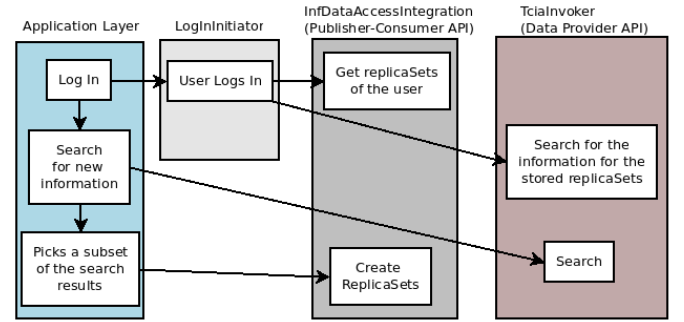 Application Layer
LogInInitiator
InfDataAccessIntegration
(Publisher-Consumer API)
TciaInvoker
(Data Provider API)
Log In
User Logs In
Get replicaSets
of the user
Search
for new
information
Search for the
information for the
stored replicaSets
Picks a subset
of the search
results
Create
ReplicaSets
Search